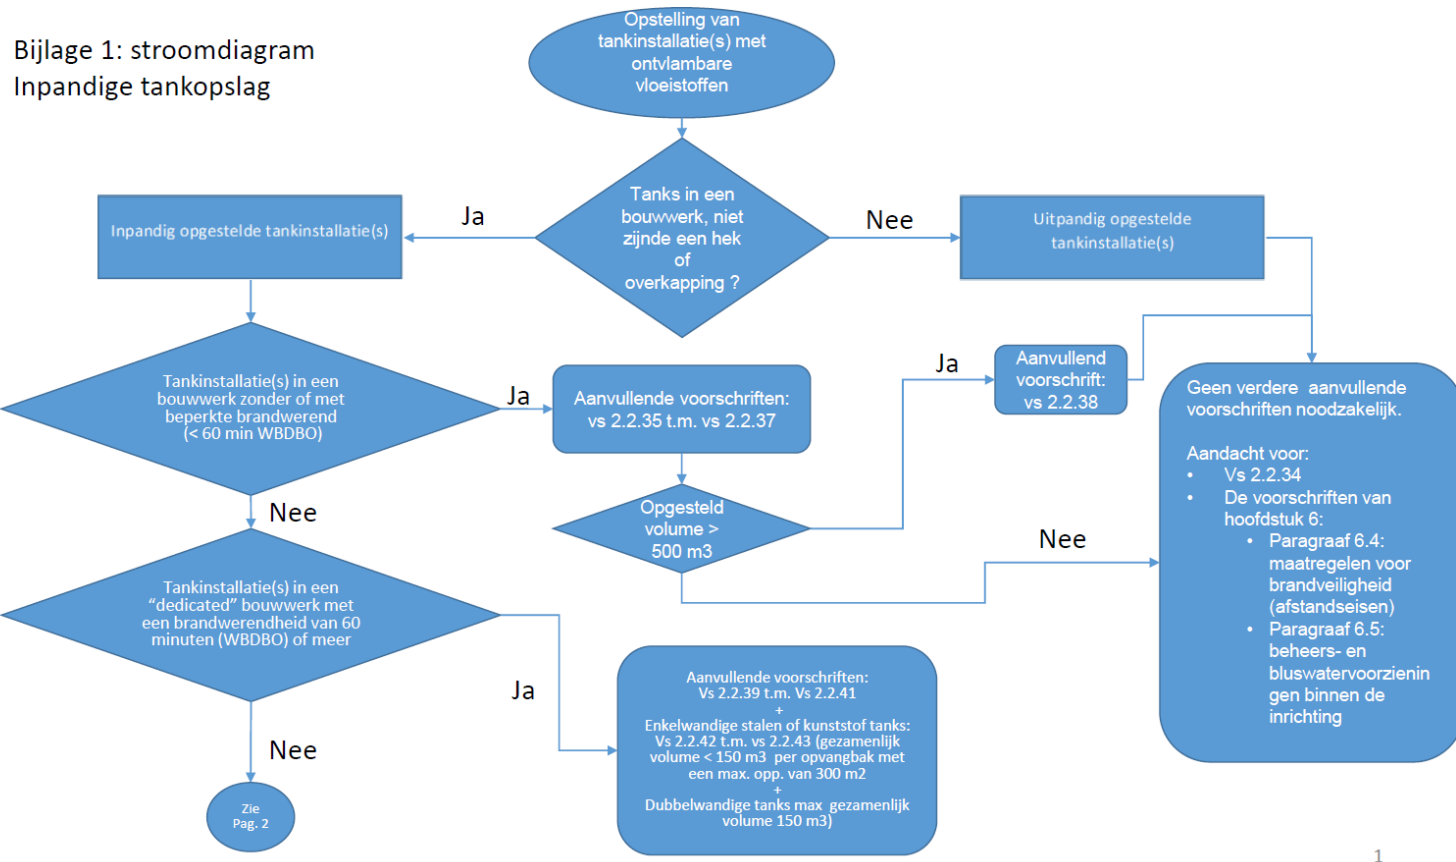 Bijlage 1: stroomdiagram
Inpandige tankopslag
Opstelling van
tankinstallatie(s) met
ontvlambare
vloeistoffen
Tanks in een
bouwwerk, niet
zijnde een hek
of
overkapping ?
Ja
Nee
Inpandig opgestelde tankinstallatie(s)
Uitpandig opgestelde
tankinstallatie(s)
Tankinstallatie(s) in een
bouwwerk zonder of met
beperkte brandwerend
(< 60 min WBDBO)
Ja
Aanvullende voorschriften:
vs 2.2.35 t.m. vs 2.2.37
Ja
Aanvullend
voorschrift:
vs 2.2.38
Opgesteld
volume >
500 m3
Nee
Nee
Geen verdere aanvullende
voorschriften noodzakelijk.
Aandacht voor:
• Vs 2.2.34
• De voorschriften van
hoofdstuk 6:
• Paragraaf 6.4:
maatregelen voor
brandveiligheid
(afstandseisen)
• Paragraaf 6.5:
beheers- en
bluswatervoorzienin
gen binnen de
inrichting
Tankinstallatie(s) in een
“dedicated” bouwwerk met
een brandwerendheid van 60
minuten (WBDBO) of meer
Ja
Aanvullende voorschriften:
Vs 2.2.39 t.m. Vs 2.2.41
+
Enkelwandige stalen of kunststof tanks:
Vs 2.2.42 t.m. vs 2.2.43 (gezamenlijk
volume < 150 m3 per opvangbak met
een max. opp. van 300 m2
+
Dubbelwandige tanks max gezamenlijk
volume 150 m3)
Nee
Zie
Pag. 2
1